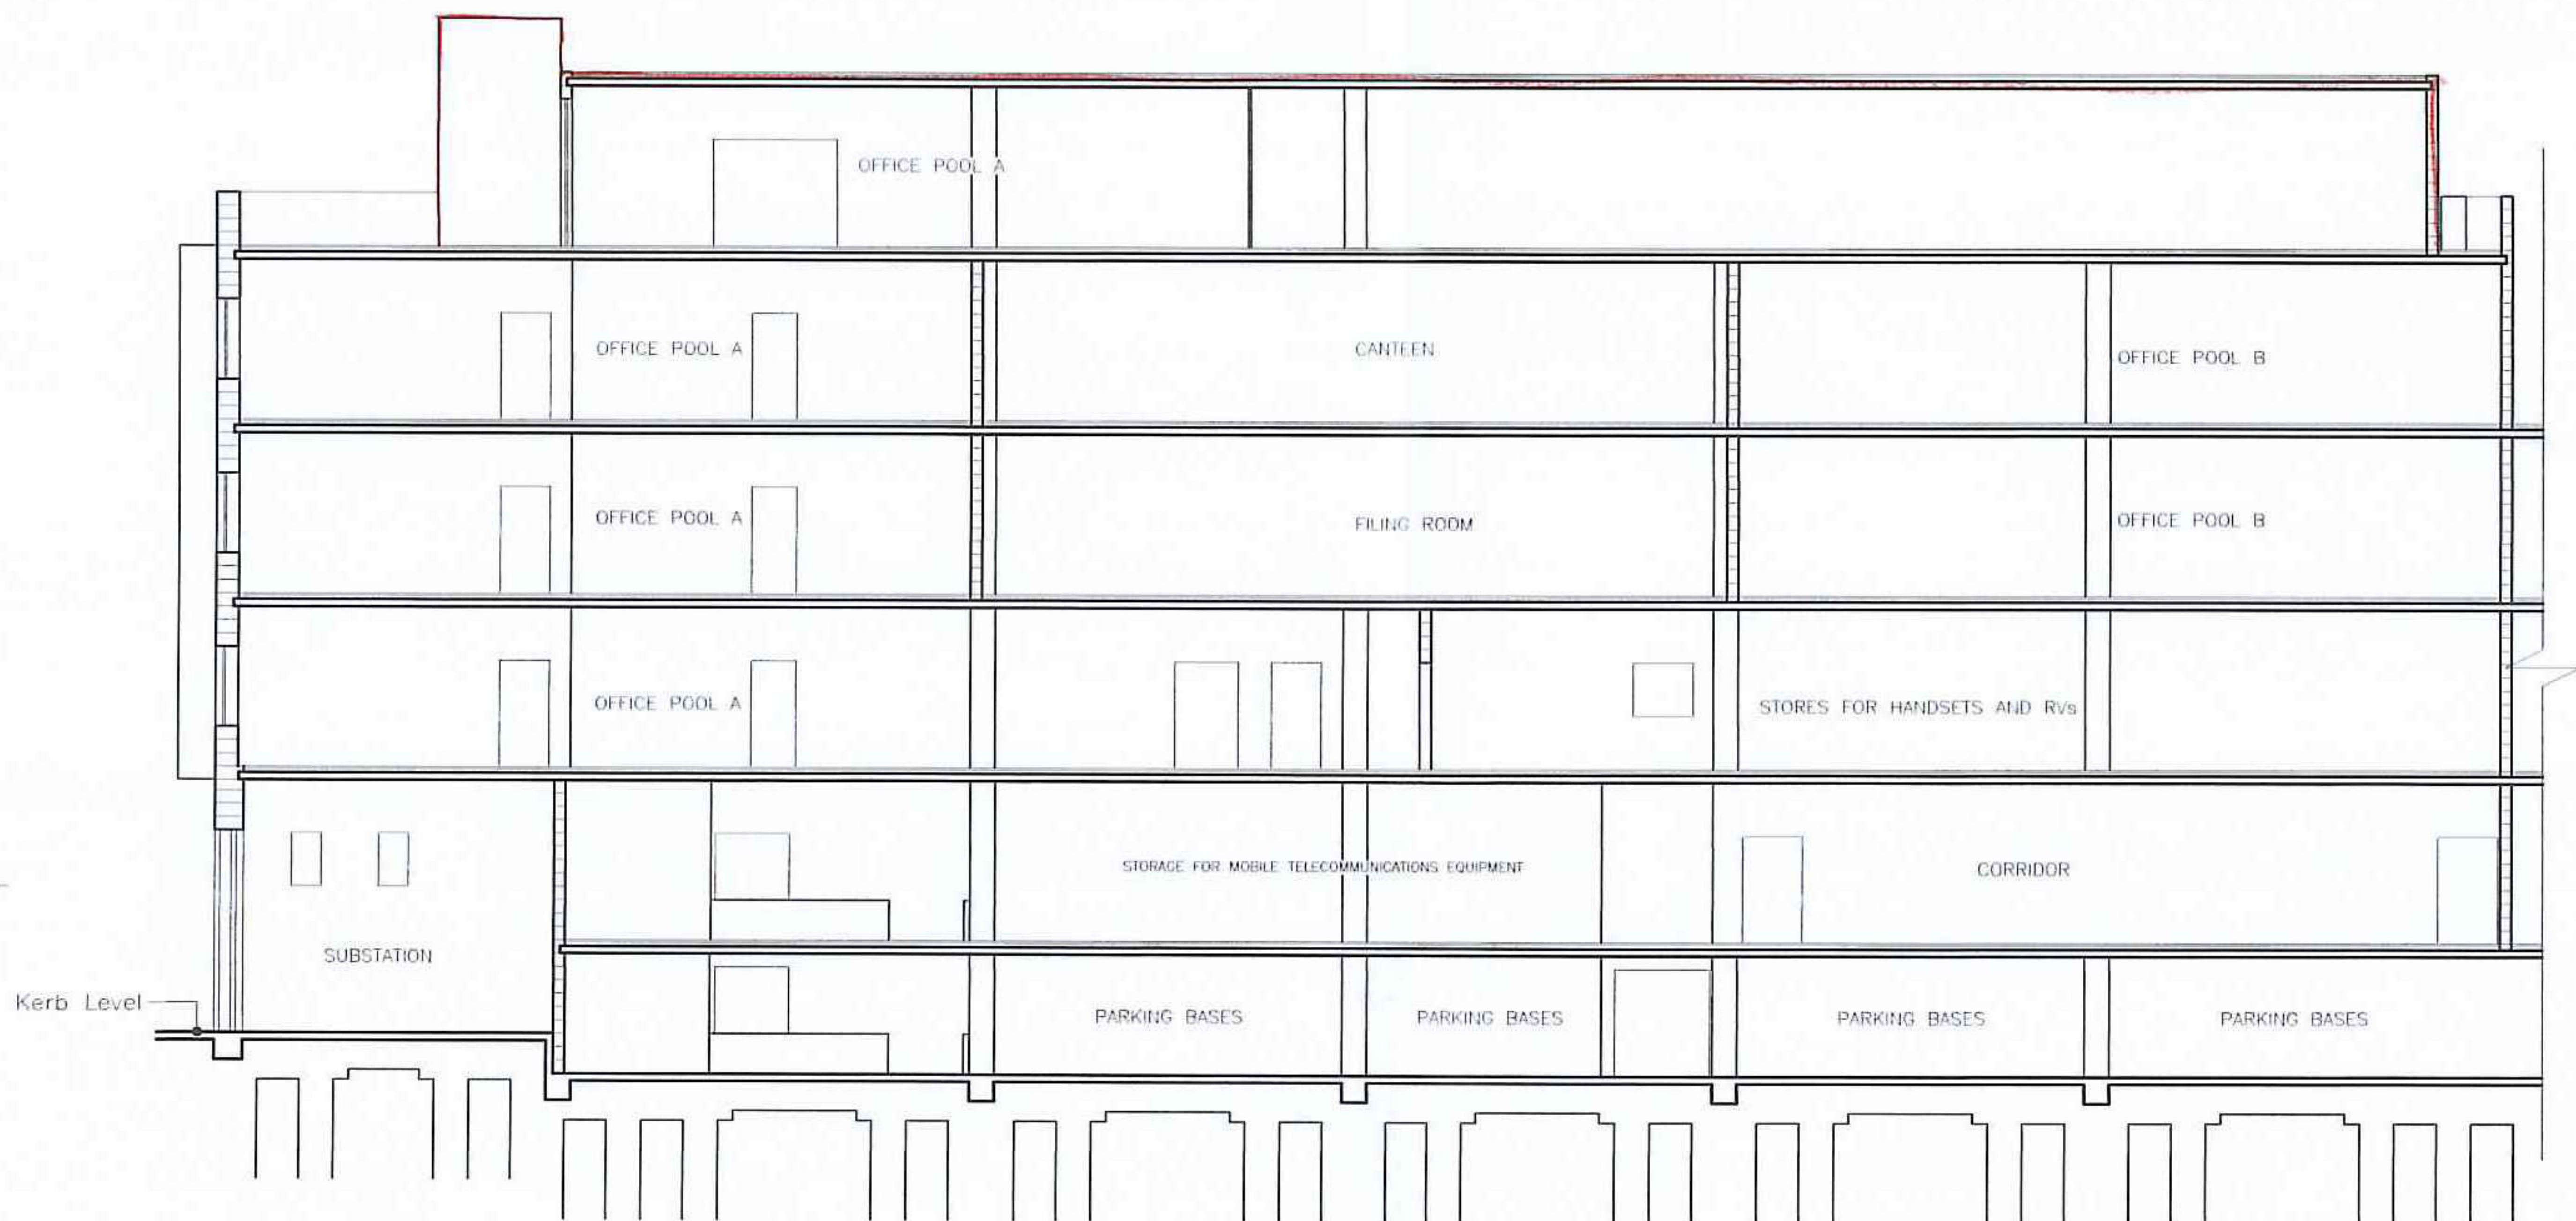 OFFICE POOL A
OFFICE POOL A
CANTEEN
OFFICE POOL B
OFFICE POOL A
FILING ROOM
OFFICE POOL B
OFFICE POOL A
STORES FOR HANDSETS AND RVs
STORAGE FOR MOBILE TELECOMMUNICATIONS EQUIPMENT
CORRIDOR
SUBSTATION
Kerb Level
PARKING BASES
PARKING BASES
PARKING BASES
PARKING BASES